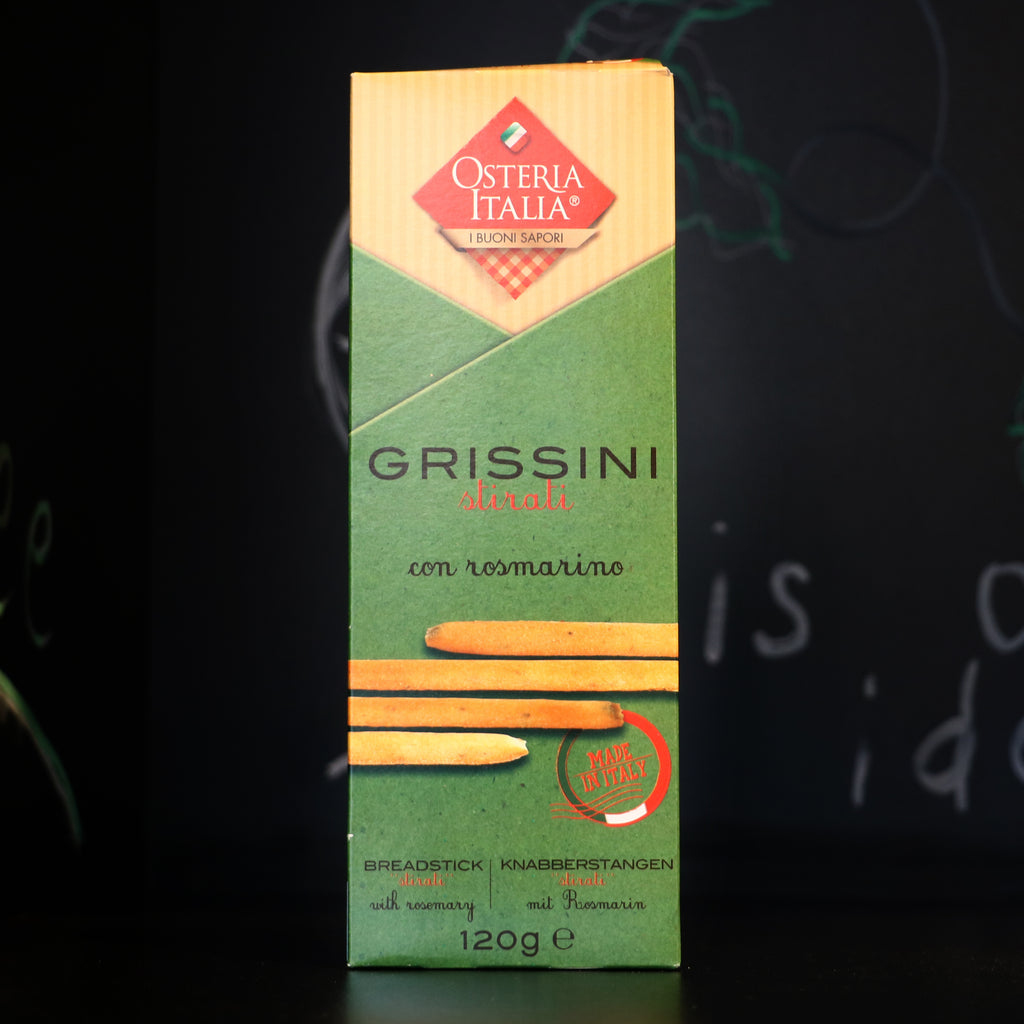 OSTERIA
ITALIA®
I BUONI SAPORI
GRISSINI
stirati
con rosmarino
MADE
IN ITALY
BREADSTICK
"stirati"
with rosemary
KNABBERSTANGEN
"stirati"
mit Rosmarin
120g ℮
is